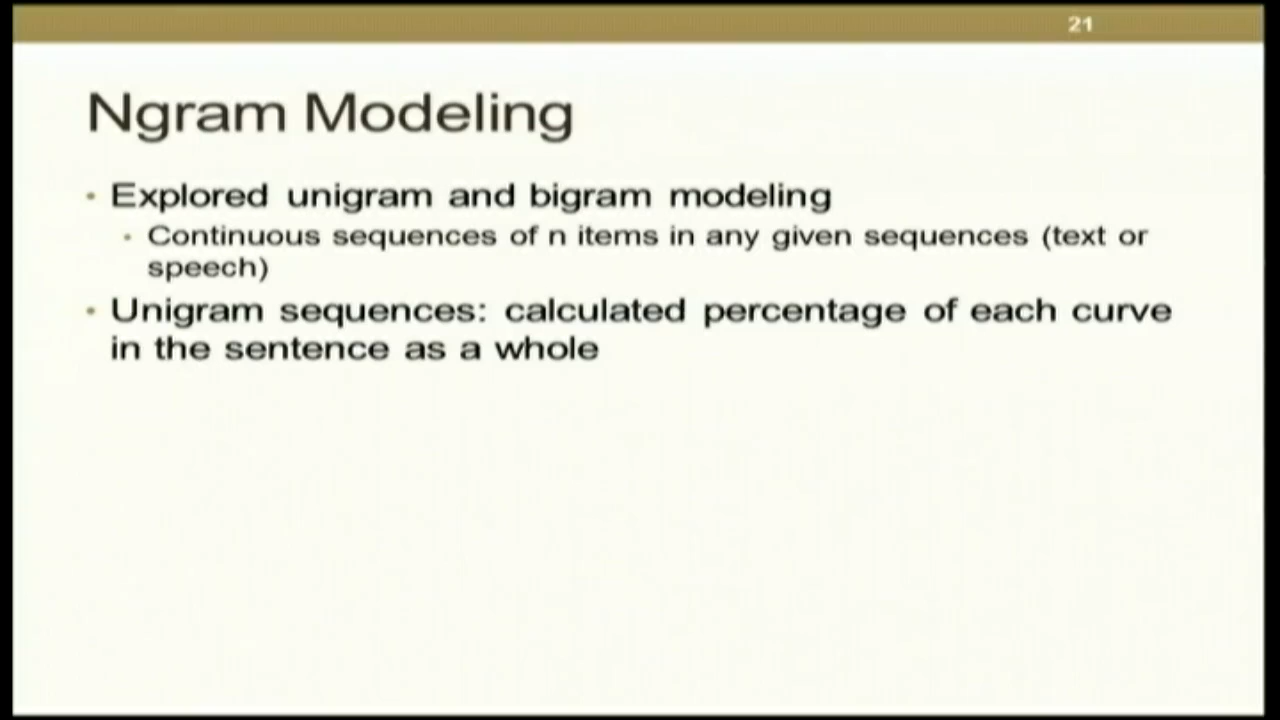 21
Ngram Modeling
• Explored unigram and bigram modeling
• Continuous sequences of n items in any given sequences (text or
speech)
• Unigram sequences: calculated percentage of each curve
in the sentence as a whole